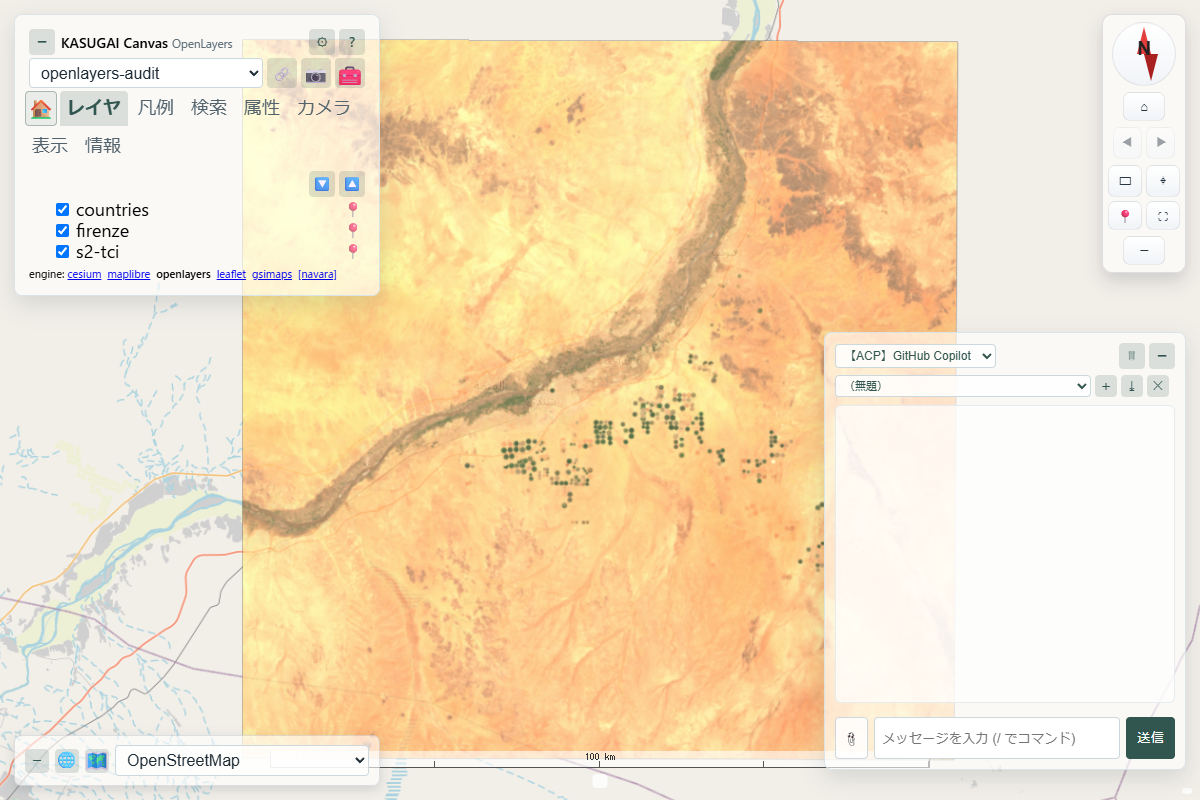 KASUGAI Canvas OpenLayers
?
openlayers-audit
レイヤ 凡例 検索 属性 カメラ
表示 情報
countries
firenze
s2-tci
engine: cesium maplibre openlayers leaflet gsimaps [navara]
N
【ACP】GitHub Copilot
（無題）
メッセージを入力 (/ でコマンド)
送信
OpenStreetMap
100 km